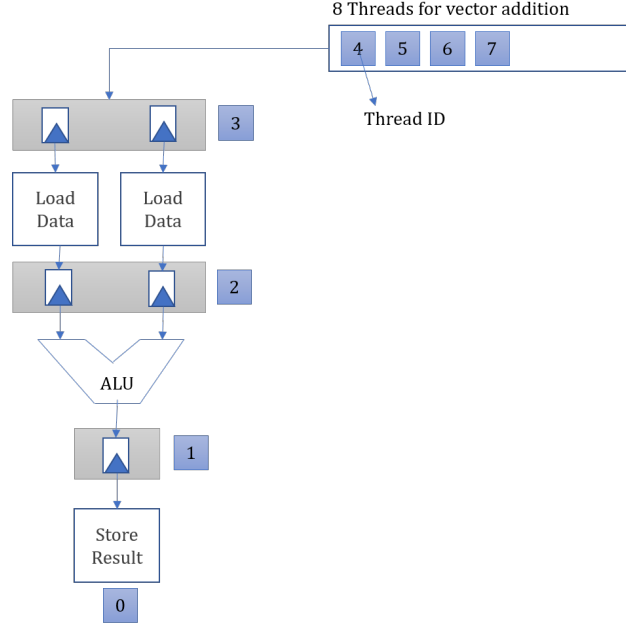 8 Threads for vector addition
4 5 6 7
Thread ID
3
Load Data
Load Data
2
ALU
1
Store Result
0